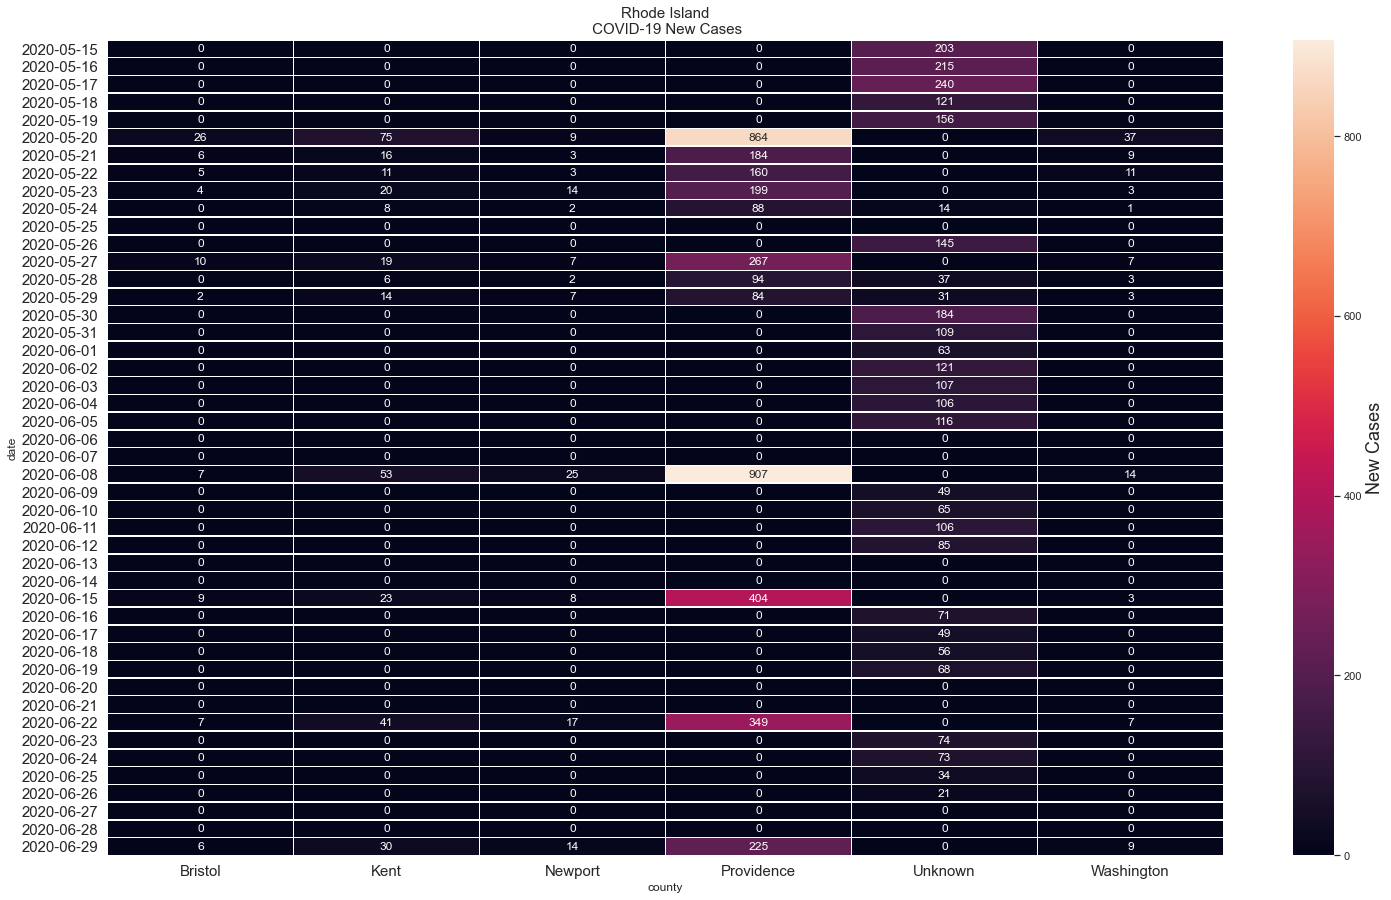 Rhode Island
COVID-19 New Cases
2020-05-15 0 0 0 0 203 0
2020-05-16 0 0 0 0 215 0
2020-05-17 0 0 0 0 240 0
2020-05-18 0 0 0 0 121 0
2020-05-19 0 0 0 0 156 0
2020-05-20 26 75 9 864 0 37
800
2020-05-21 6 16 3 184 0 9
2020-05-22 5 11 3 160 0 11
2020-05-23 4 20 14 199 0 3
2020-05-24 0 8 2 88 14 1
2020-05-25 0 0 0 0 0 0
2020-05-26 0 0 0 0 145 0
2020-05-27 10 19 7 267 0 7
2020-05-28 0 6 2 94 37 3
2020-05-29 2 14 7 84 31 3
2020-05-30 0 0 0 0 184 0
600
2020-05-31 0 0 0 0 109 0
2020-06-01 0 0 0 0 63 0
2020-06-02 0 0 0 0 121 0
2020-06-03 0 0 0 0 107 0
2020-06-04 0 0 0 0 106 0
2020-06-05 0 0 0 0 116 0
2020-06-06 0 0 0 0 0 0
date
New Cases
2020-06-07 0 0 0 0 0 0
2020-06-08 7 53 25 907 0 14
2020-06-09 0 0 0 0 49 0
400
2020-06-10 0 0 0 0 65 0
2020-06-11 0 0 0 0 106 0
2020-06-12 0 0 0 0 85 0
2020-06-13 0 0 0 0 0 0
2020-06-14 0 0 0 0 0 0
2020-06-15 9 23 8 404 0 3
2020-06-16 0 0 0 0 71 0
2020-06-17 0 0 0 0 49 0
2020-06-18 0 0 0 0 56 0
2020-06-19 0 0 0 0 68 0
200
2020-06-20 0 0 0 0 0 0
2020-06-21 0 0 0 0 0 0
2020-06-22 7 41 17 349 0 7
2020-06-23 0 0 0 0 74 0
2020-06-24 0 0 0 0 73 0
2020-06-25 0 0 0 0 34 0
2020-06-26 0 0 0 0 21 0
2020-06-27 0 0 0 0 0 0
2020-06-28 0 0 0 0 0 0
2020-06-29 6 30 14 225 0 9
0
Bristol Kent Newport Providence Unknown Washington
county